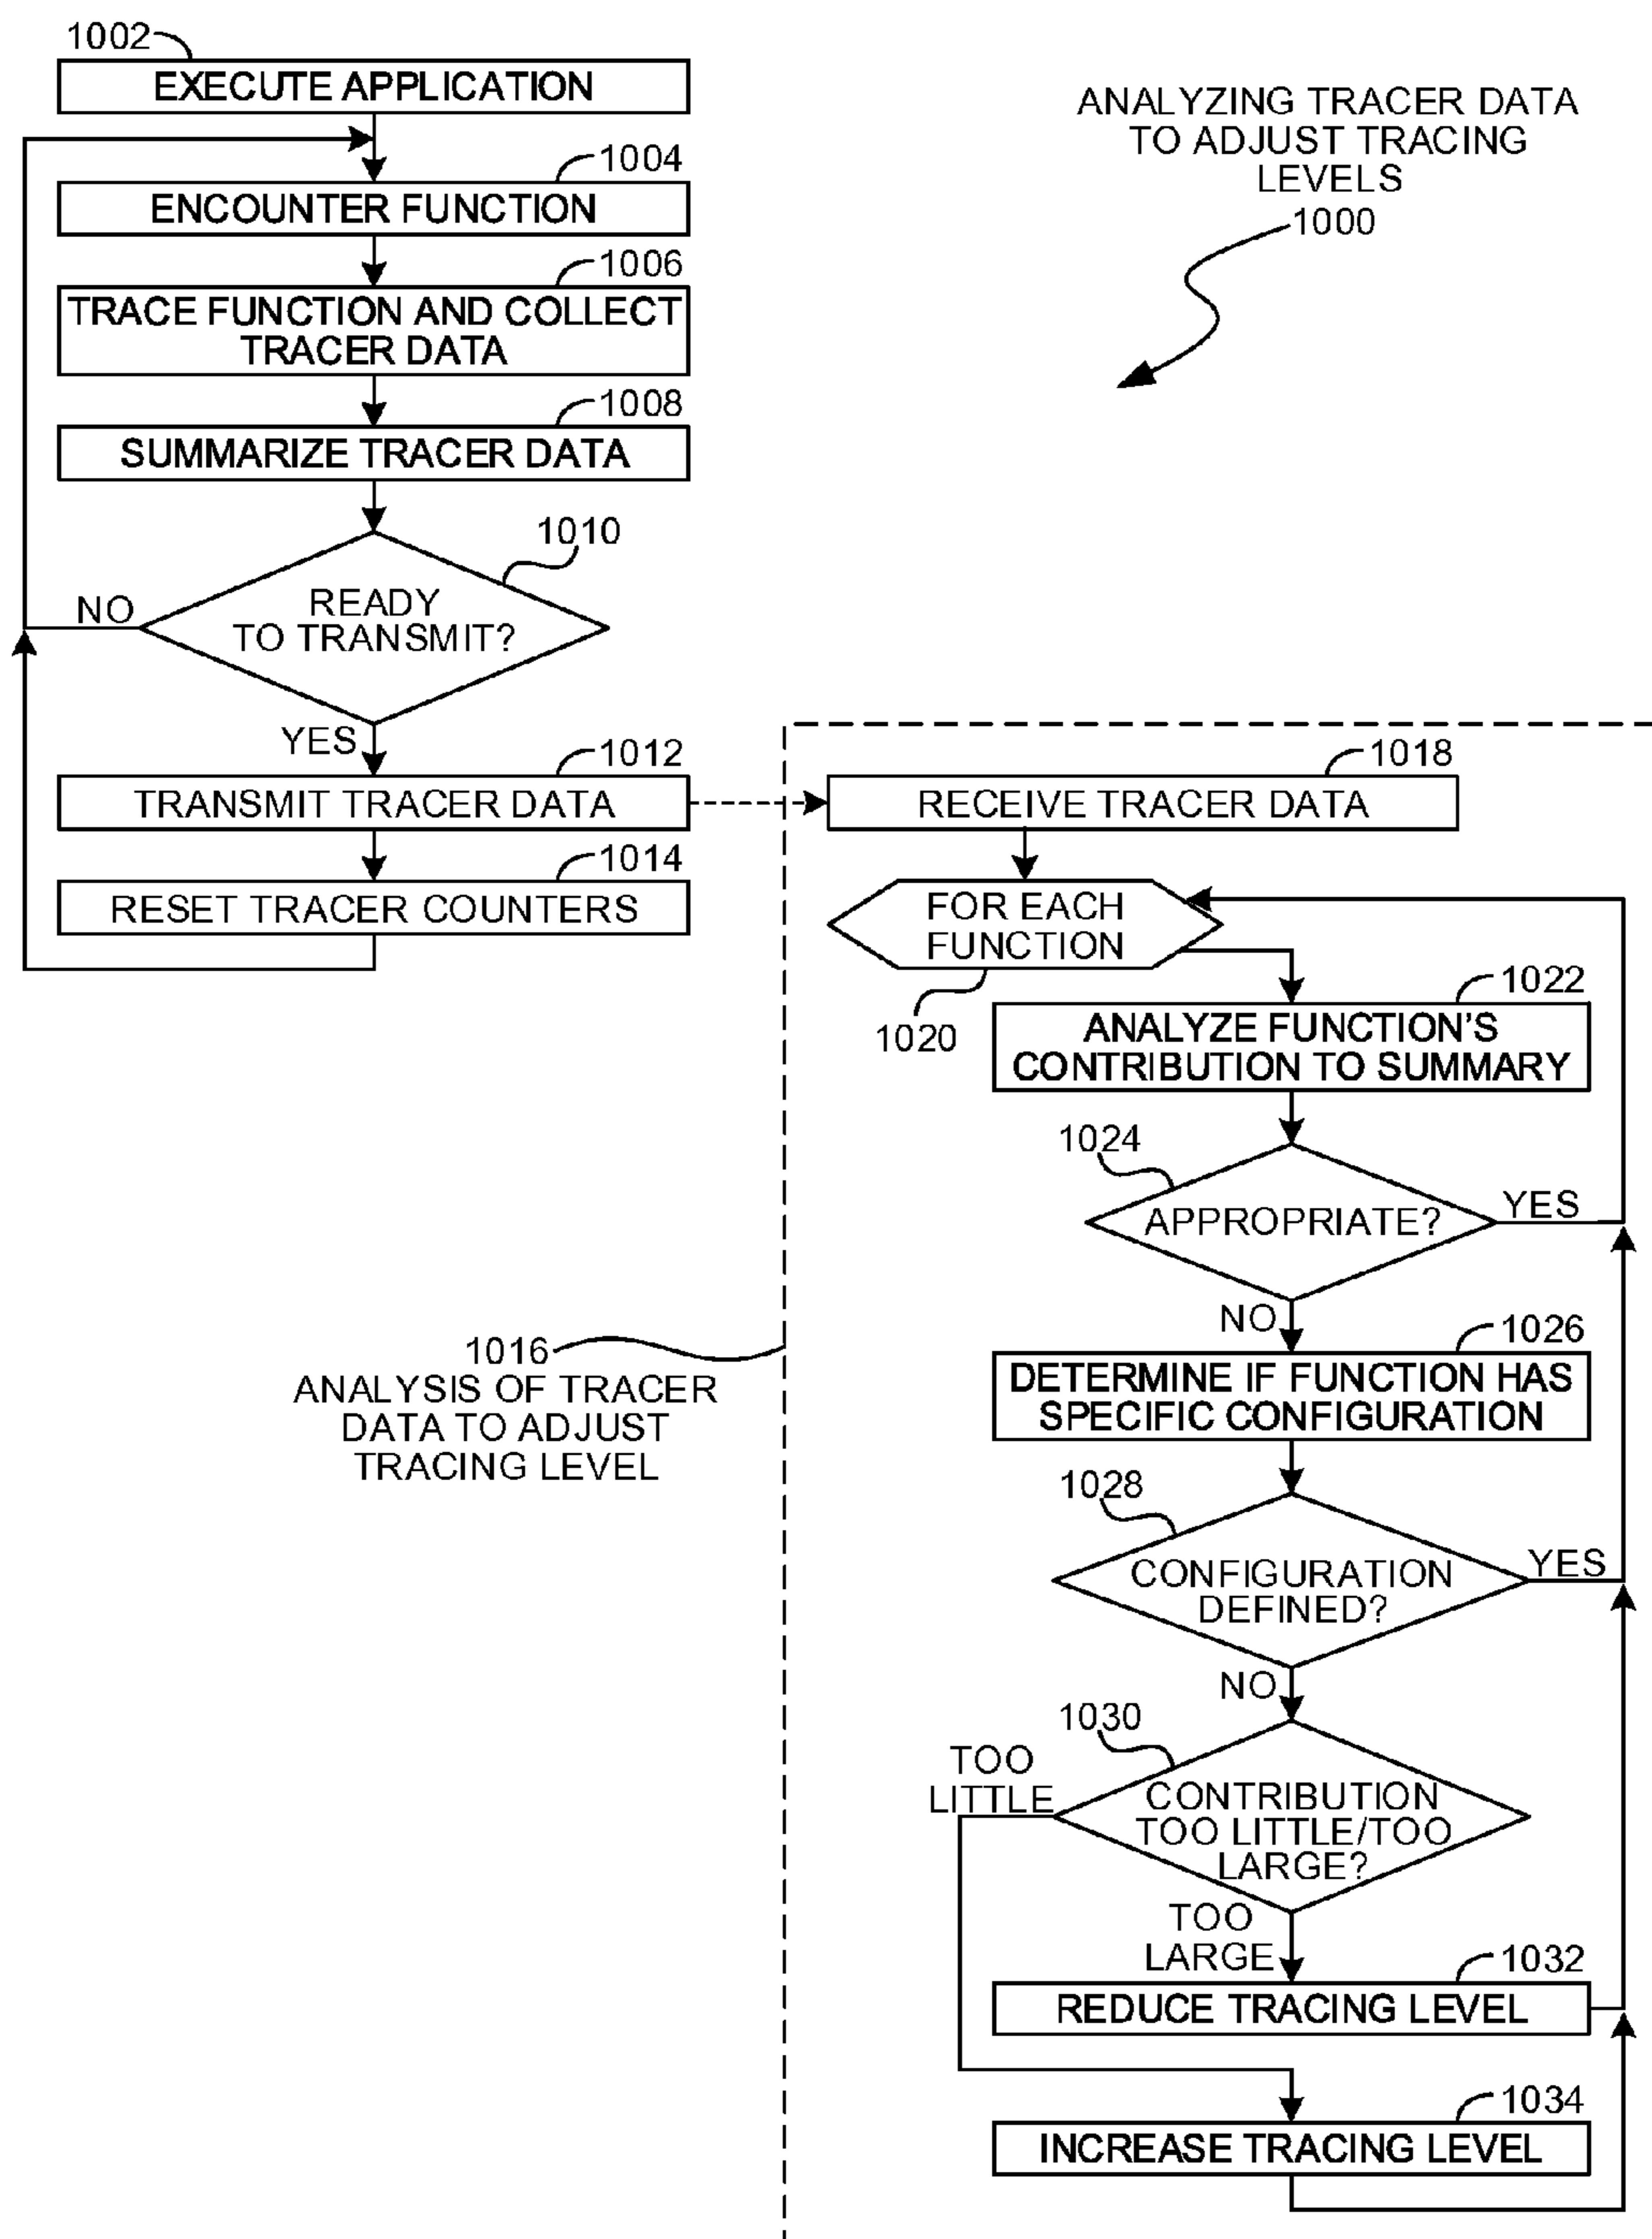 1002
EXECUTE APPLICATION
ANALYZING TRACER DATA
TO ADJUST TRACING
LEVELS
1000
1004
ENCOUNTER FUNCTION
1006
TRACE FUNCTION AND COLLECT
TRACER DATA
1008
SUMMARIZE TRACER DATA
1010
READY
TO TRANSMIT?
NO
YES
1012
TRANSMIT TRACER DATA
1014
RESET TRACER COUNTERS
1016
ANALYSIS OF TRACER
DATA TO ADJUST
TRACING LEVEL
1018
RECEIVE TRACER DATA
FOR EACH
FUNCTION
1020
1022
ANALYZE FUNCTION'S
CONTRIBUTION TO SUMMARY
1024
APPROPRIATE?
YES
NO
1026
DETERMINE IF FUNCTION HAS
SPECIFIC CONFIGURATION
1028
CONFIGURATION
DEFINED?
YES
NO
1030
TOO
LITTLE
CONTRIBUTION
TOO LITTLE/TOO
LARGE?
TOO
LARGE
1032
REDUCE TRACING LEVEL
1034
INCREASE TRACING LEVEL